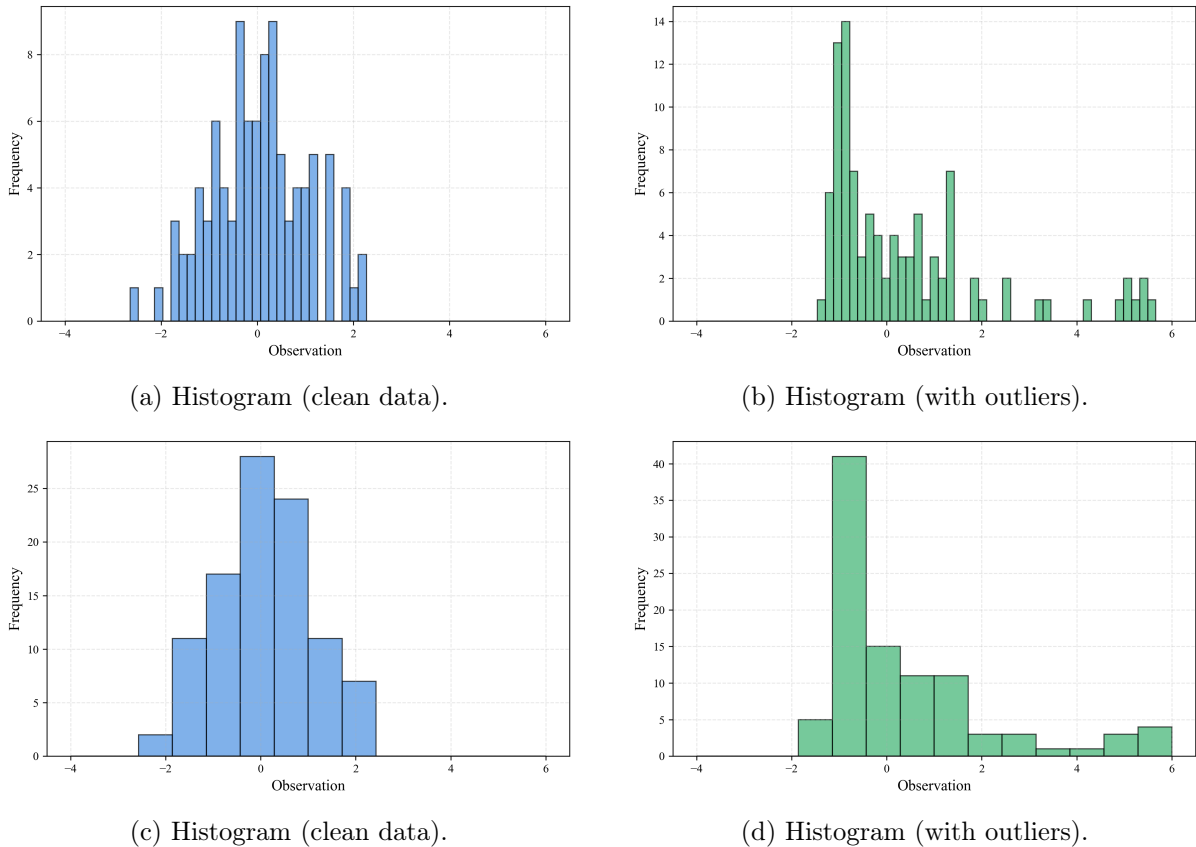 14
12
10
8
6
4
2
0
Frequency
−4 −2 0 2 4 6
Observation
(b) Histogram (with outliers).
8
6
4
2
0
Frequency
−4 −2 0 2 4 6
Observation
(a) Histogram (clean data).
25
20
15
10
5
0
Frequency
−4 −2 0 2 4 6
Observation
(c) Histogram (clean data).
40
35
30
25
20
15
10
5
0
Frequency
−4 −2 0 2 4 6
Observation
(d) Histogram (with outliers).